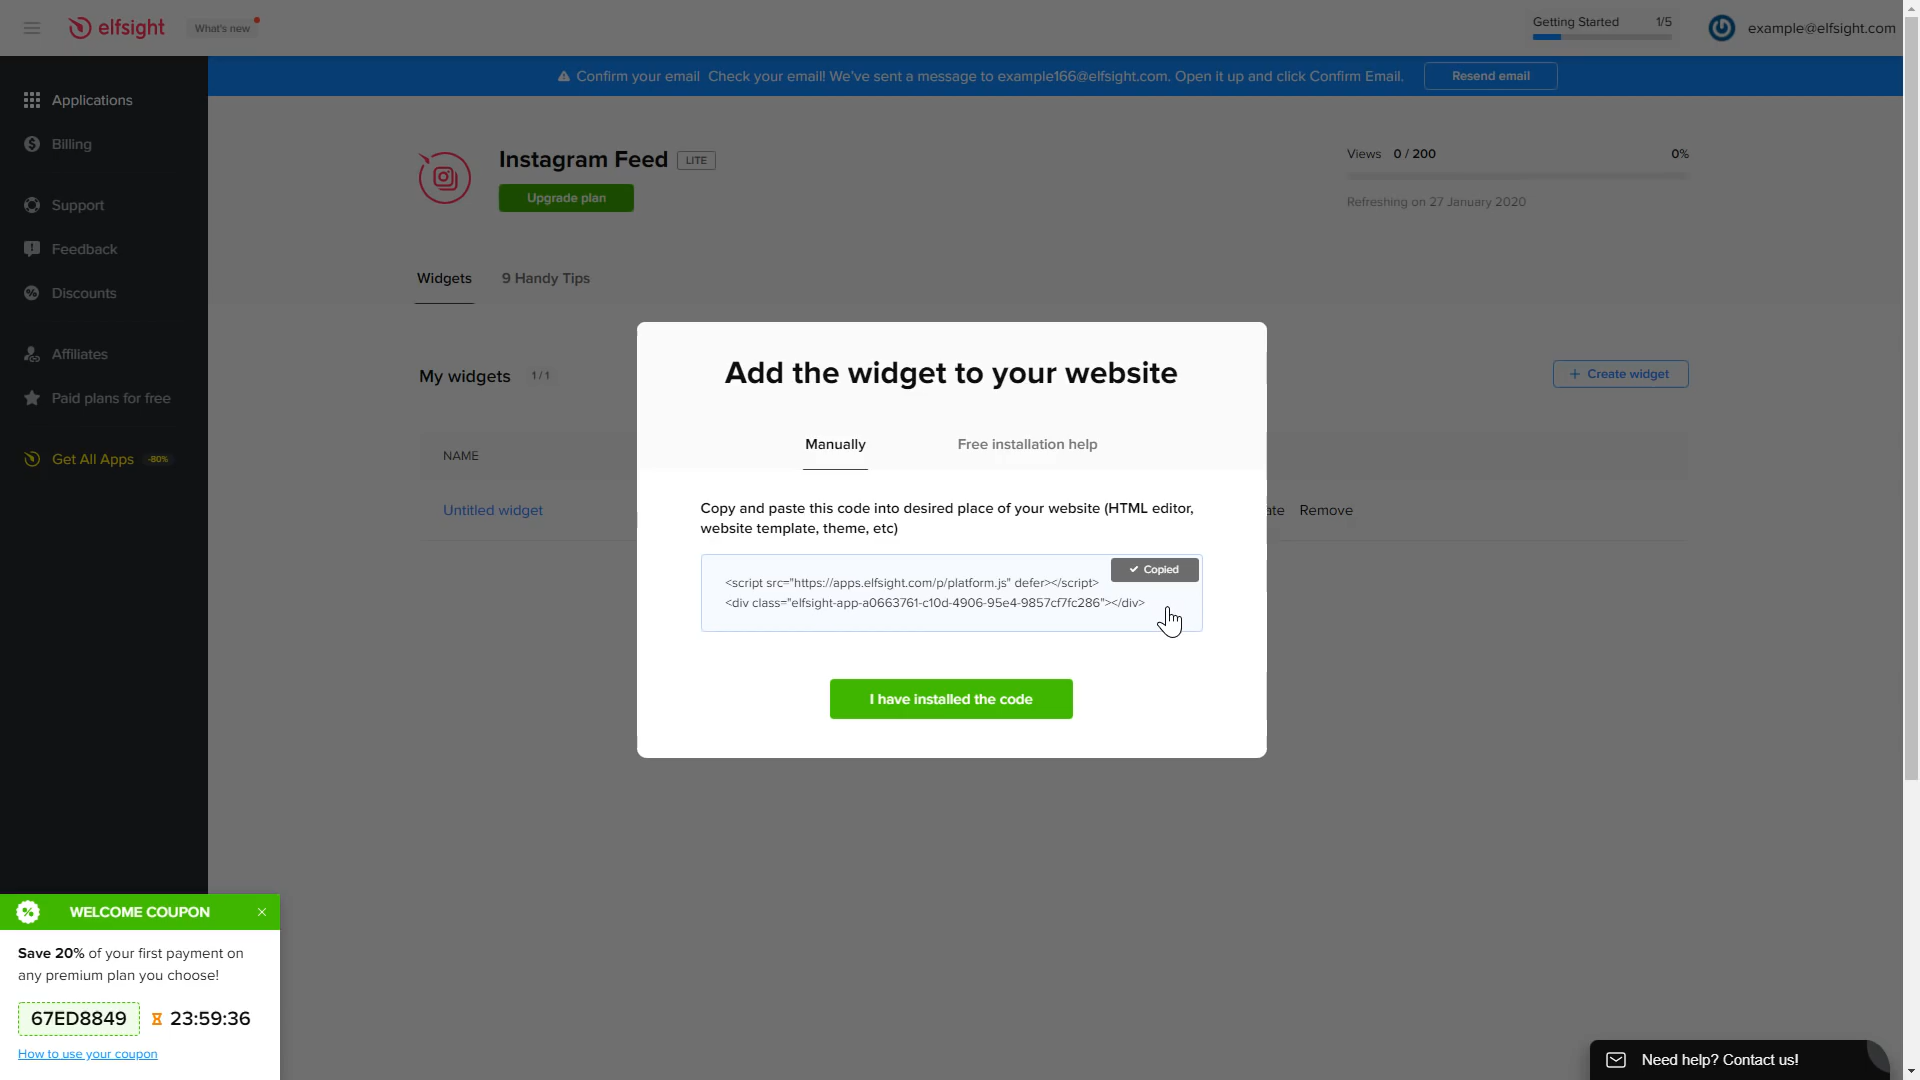 elfsight
What's new
Getting Started 1/5
example@elfsight.com
Confirm your email Check your email! We've sent a message to example166@elfsight.com. Open it up and click Confirm Email.
Resend email
Applications
Billing
Support
Feedback
Discounts
Affiliates
Paid plans for free
Get All Apps -80%
Instagram Feed LITE
Upgrade plan
Views 0 / 200 0%
Refreshing on 27 January 2020
Widgets 9 Handy Tips
My widgets 1 / 1
+ Create widget
NAME
Untitled widget
ate Remove
Add the widget to your website
Manually Free installation help
Copy and paste this code into desired place of your website (HTML editor,
website template, theme, etc)
Copied
<script src="https://apps.elfsight.com/p/platform.js" defer></script>
<div class="elfsight-app-a0663761-c10d-4906-95e4-9857cf7fc286"></div>
I have installed the code
WELCOME COUPON
Save 20% of your first payment on
any premium plan you choose!
67ED8849 23:59:36
How to use your coupon
Need help? Contact us!